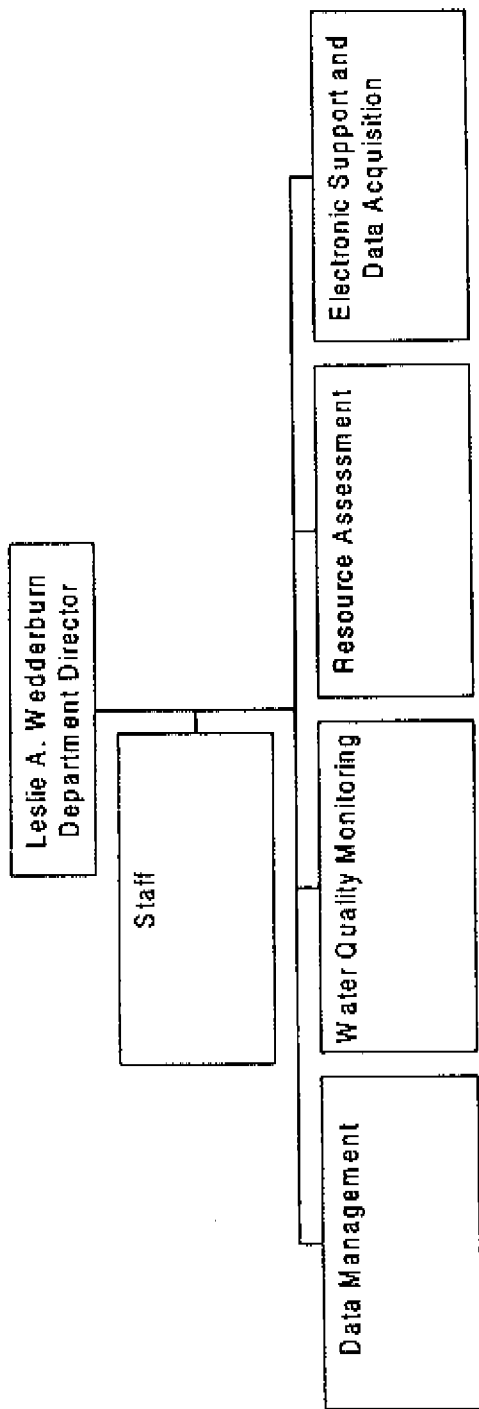 Leslie A. Wedderburn
Department Director
Staff
Data Management
Water Quality Monitoring
Resource Assessment
Electronic Support and
Data Acquisition